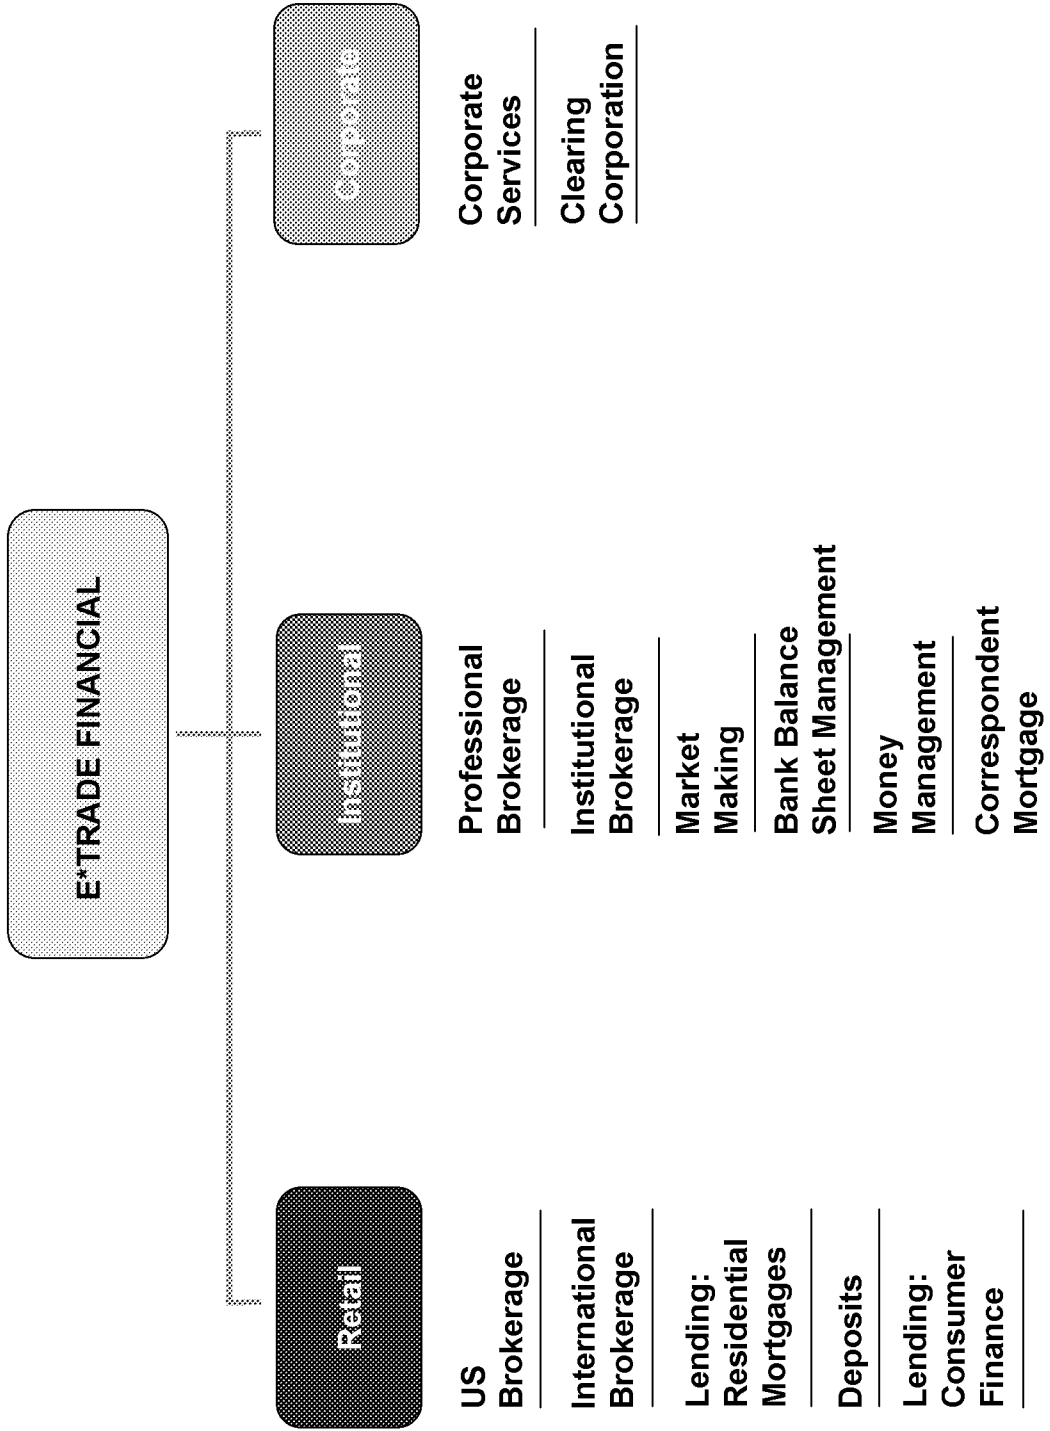 E*TRADE FINANCIAL
Retail
US
Brokerage
International
Brokerage
Lending:
Residential
Mortgages
Deposits
Lending:
Consumer
Finance
Institutional
Professional
Brokerage
Institutional
Brokerage
Market
Making
Bank Balance
Sheet Management
Money
Management
Correspondent
Mortgage
Corporate
Corporate
Services
Clearing
Corporation